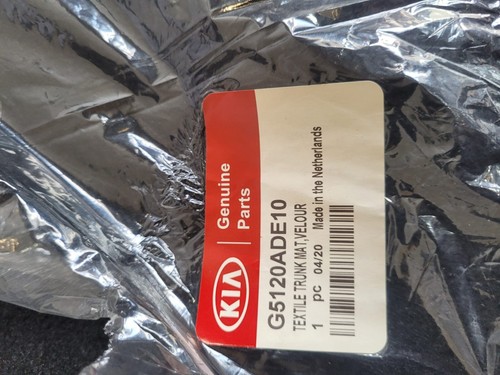 KIA
Genuine
Parts
G5120ADE10
TEXTILE TRUNK MAT,VELOUR
1 pc 04/20 Made in the Netherlands